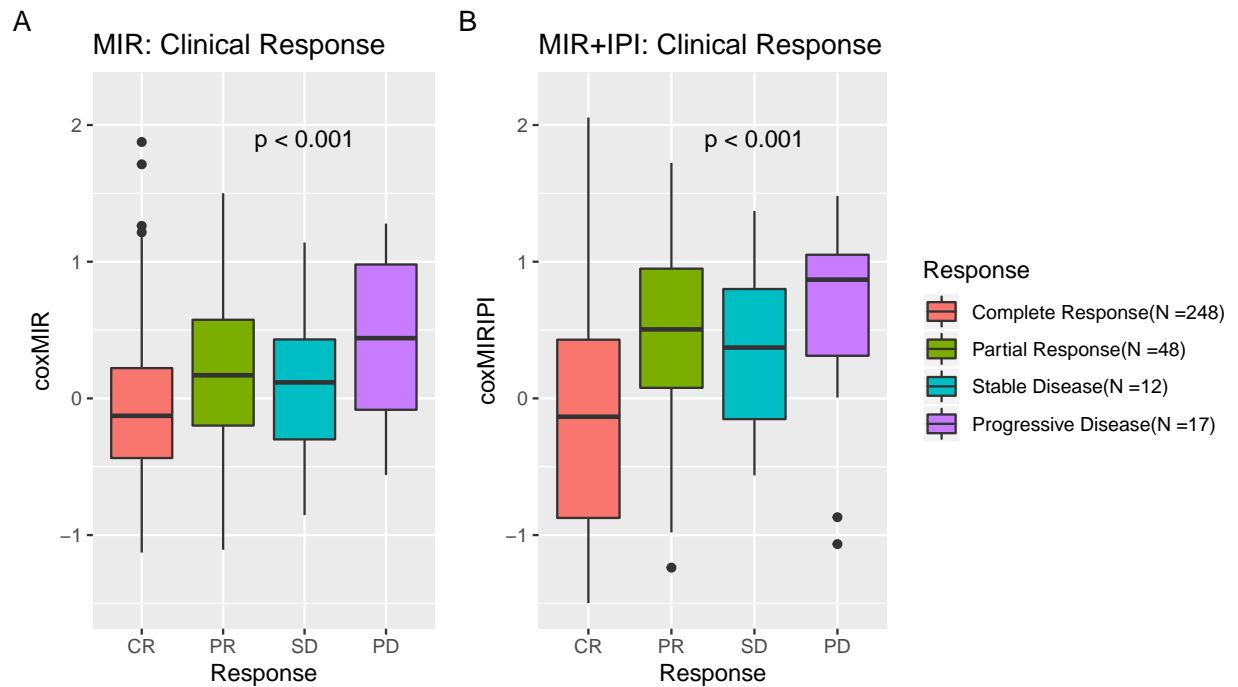 A
MIR: Clinical Response
2
1
0
−1
coxMIR
p < 0.001
CR PR SD PD
Response
B
MIR+IPI: Clinical Response
2
1
0
−1
coxMIRIPI
p < 0.001
CR PR SD PD
Response
Response
Complete Response(N =248)
Partial Response(N =48)
Stable Disease(N =12)
Progressive Disease(N =17)